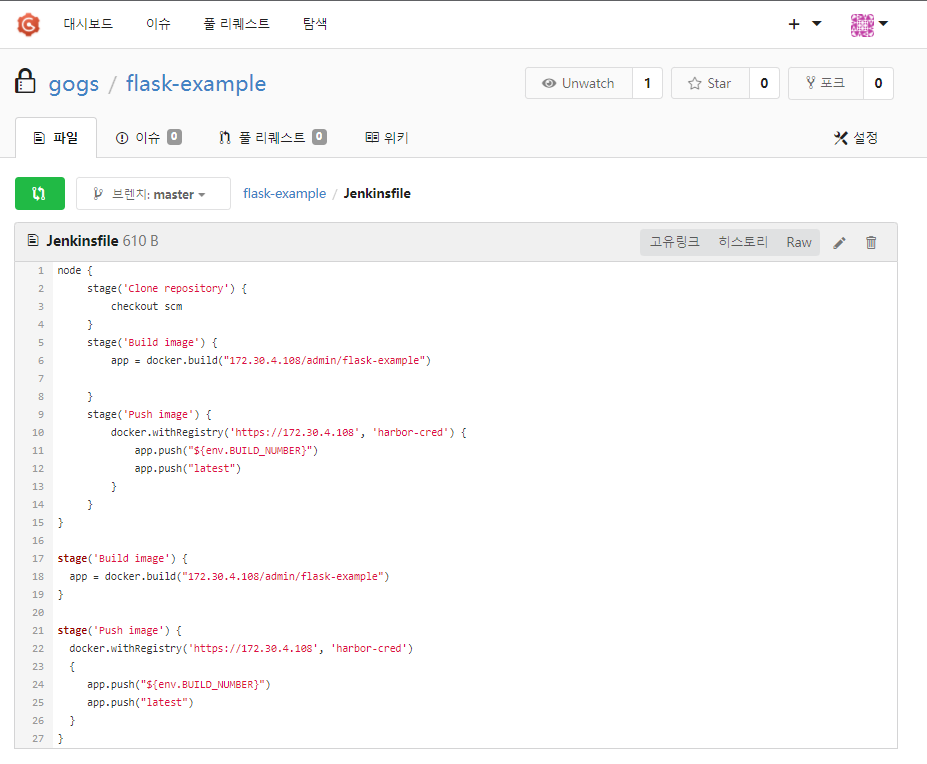 대시보드 이슈 풀 리퀘스트 탐색
gogs / flask-example
Unwatch 1 Star 0 포크 0
파일 이슈 0 풀 리퀘스트 0 위키 설정
브렌치: master flask-example / Jenkinsfile
Jenkinsfile 610 B 고유링크 히스토리 Raw
1 node {
2     stage('Clone repository') {
3         checkout scm
4     }
5     stage('Build image') {
6         app = docker.build("172.30.4.108/admin/flask-example")
7
8     }
9     stage('Push image') {
10         docker.withRegistry('https://172.30.4.108', 'harbor-cred') {
11             app.push("${env.BUILD_NUMBER}")
12             app.push("latest")
13         }
14     }
15 }
16
17 stage('Build image') {
18   app = docker.build("172.30.4.108/admin/flask-example")
19 }
20
21 stage('Push image') {
22   docker.withRegistry('https://172.30.4.108', 'harbor-cred')
23   {
24      app.push("${env.BUILD_NUMBER}")
25      app.push("latest")
26   }
27 }